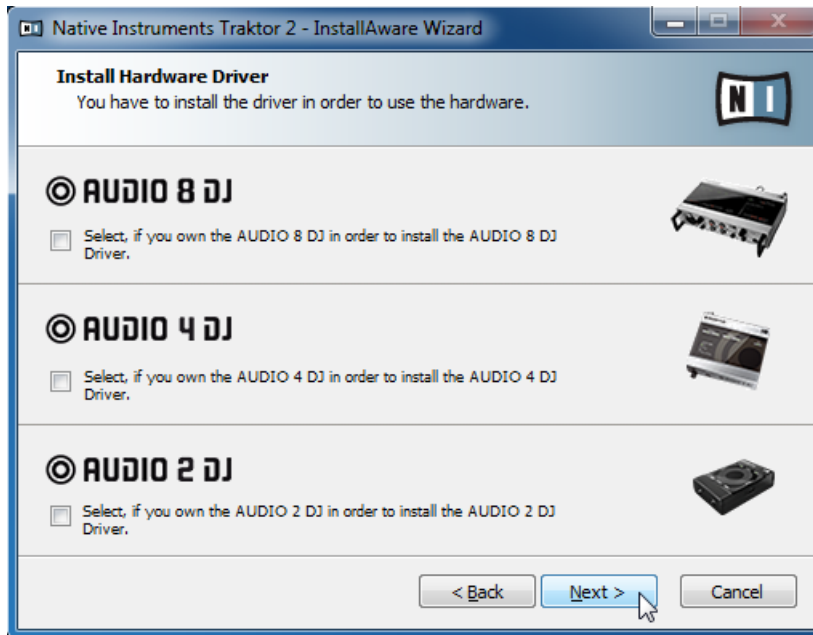 Native Instruments Traktor 2 - InstallAware Wizard
Install Hardware Driver
You have to install the driver in order to use the hardware.
NI
AUDIO 8 DJ
Select, if you own the AUDIO 8 DJ in order to install the AUDIO 8 DJ
Driver.
AUDIO 4 DJ
Select, if you own the AUDIO 4 DJ in order to install the AUDIO 4 DJ
Driver.
AUDIO 2 DJ
Select, if you own the AUDIO 2 DJ in order to install the AUDIO 2 DJ
Driver.
< Back Next > Cancel